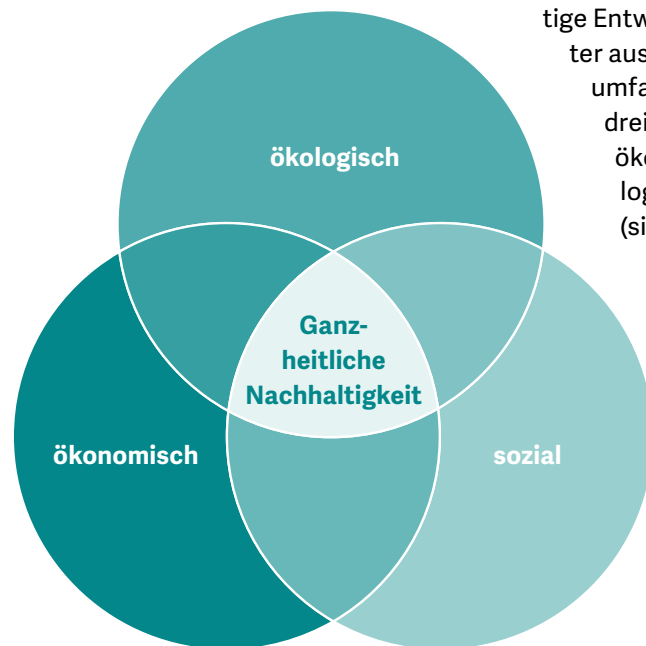 tige Entw
ter aus
umfa
drei
öko
log
(si
ökologisch
Ganz-
heitliche
Nachhaltigkeit
ökonomisch
sozial